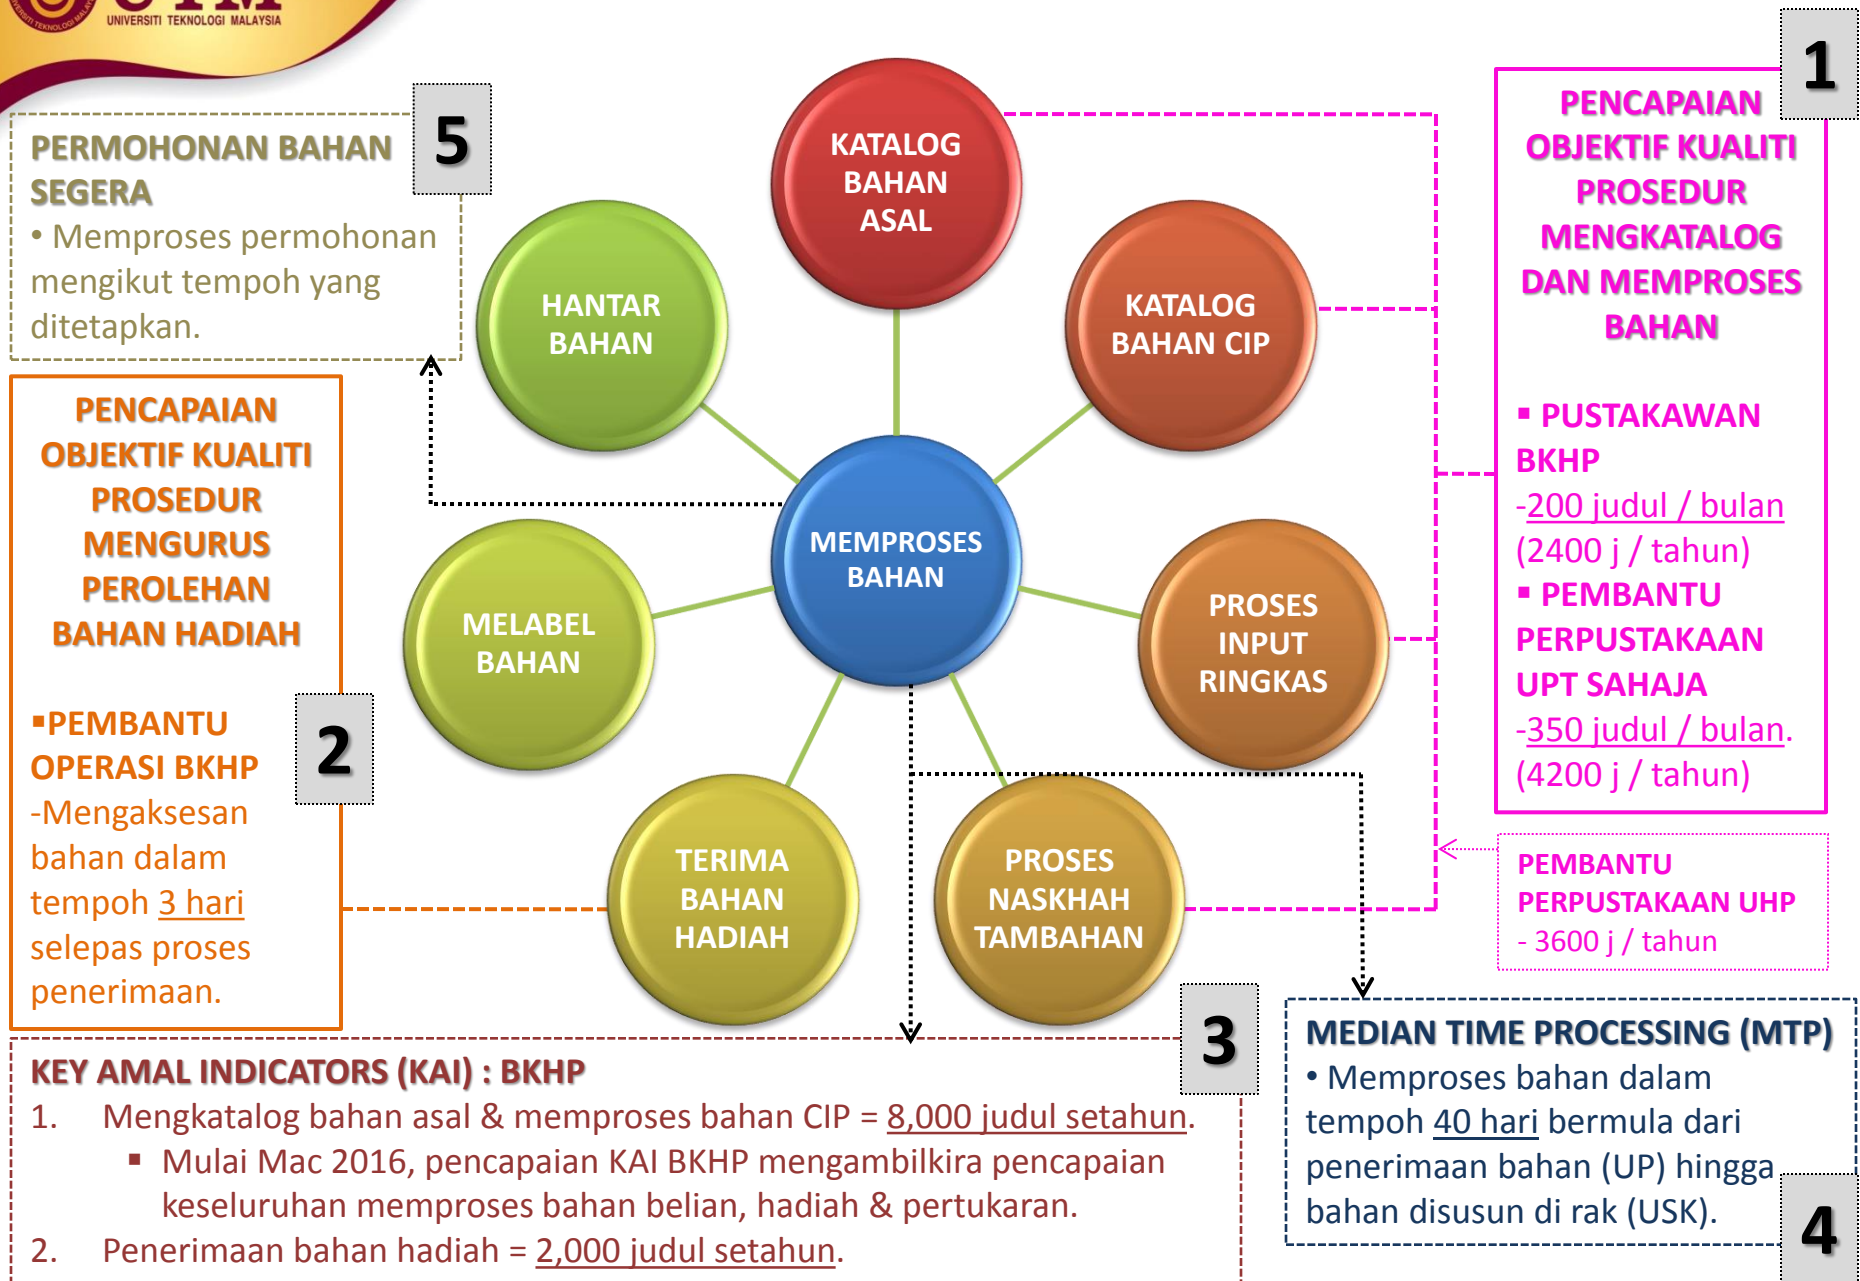 UNIVERSITI TEKNOLOGI MALAYSIA
5
PERMOHONAN BAHAN
SEGERA
• Memproses permohonan
mengikut tempoh yang
ditetapkan.
PENCAPAIAN
OBJEKTIF KUALITI
PROSEDUR
MENGURUS
PEROLEHAN
BAHAN HADIAH
▪PEMBANTU
OPERASI BKHP
-Mengaksesan
bahan dalam
tempoh 3 hari
selepas proses
penerimaan.
2
KATALOG
BAHAN
ASAL
KATALOG
BAHAN CIP
PROSES
INPUT
RINGKAS
PROSES
NASKHAH
TAMBAHAN
TERIMA
BAHAN
HADIAH
MELABEL
BAHAN
HANTAR
BAHAN
MEMPROSES
BAHAN
1
PENCAPAIAN
OBJEKTIF KUALITI
PROSEDUR
MENGKATALOG
DAN MEMPROSES
BAHAN
▪ PUSTAKAWAN
BKHP
-200 judul / bulan
(2400 j / tahun)
▪ PEMBANTU
PERPUSTAKAAN
UPT SAHAJA
-350 judul / bulan.
(4200 j / tahun)
PEMBANTU
PERPUSTAKAAN UHP
- 3600 j / tahun
3
KEY AMAL INDICATORS (KAI) : BKHP
1. Mengkatalog bahan asal & memproses bahan CIP = 8,000 judul setahun.
▪ Mulai Mac 2016, pencapaian KAI BKHP mengambilkira pencapaian
keseluruhan memproses bahan belian, hadiah & pertukaran.
2. Penerimaan bahan hadiah = 2,000 judul setahun.
MEDIAN TIME PROCESSING (MTP)
• Memproses bahan dalam
tempoh 40 hari bermula dari
penerimaan bahan (UP) hingga
bahan disusun di rak (USK).
4